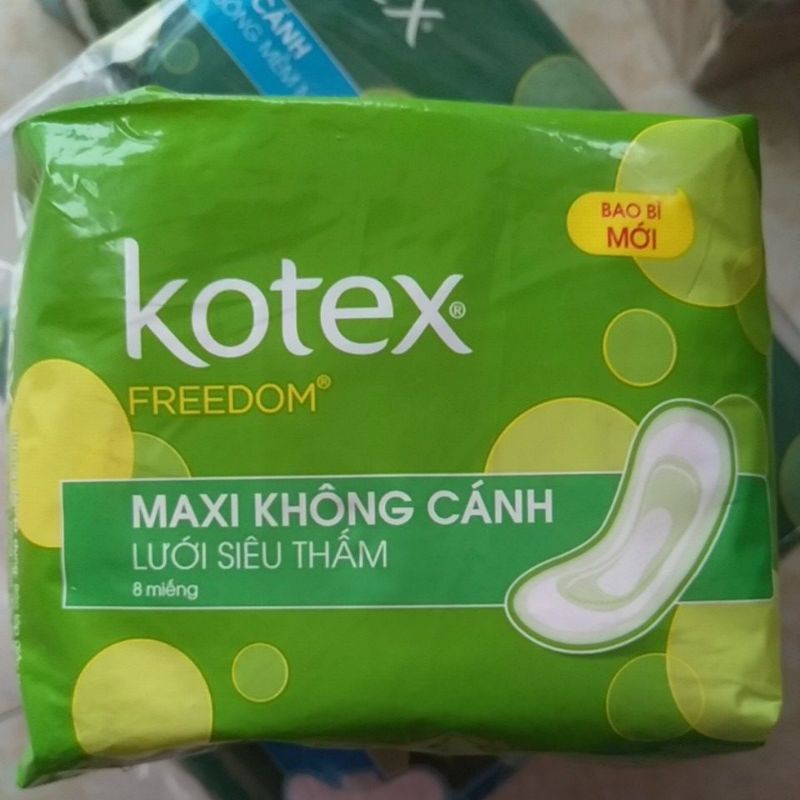 CÁNH
kotex®
FREEDOM®
BAO BÌ
MỚI
MAXI KHÔNG CÁNH
LƯỚI SIÊU THẤM
8 miếng